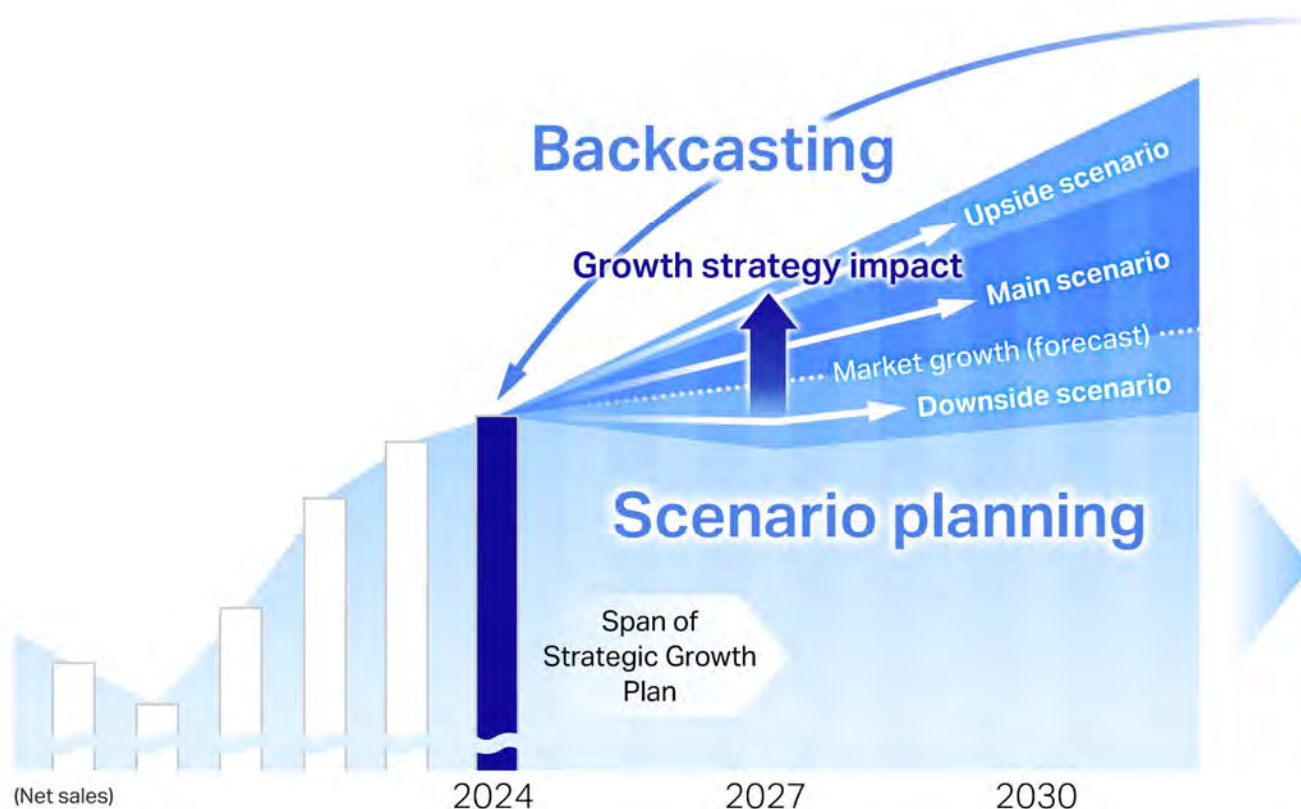 Backcasting
Upside scenario
Growth strategy impact
Main scenario
Market growth (forecast)
Downside scenario
Scenario planning
Span of
Strategic Growth
Plan
(Net sales)
2024
2027
2030